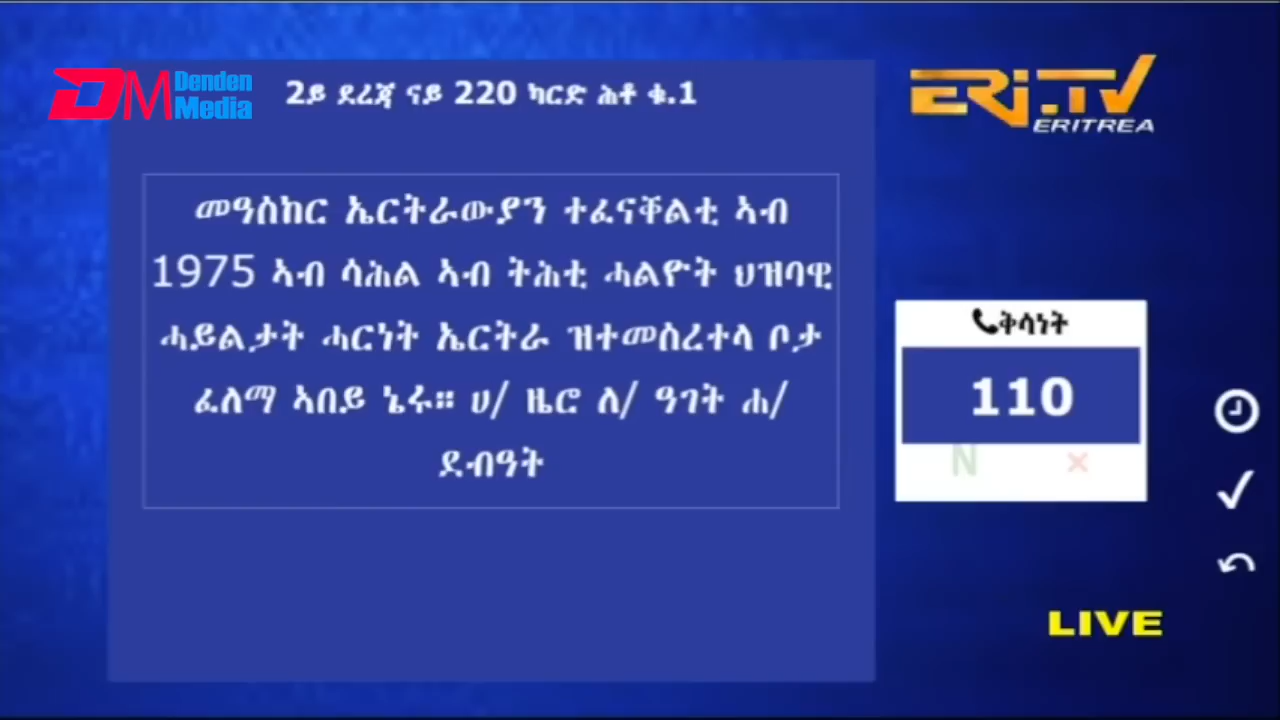 DM Denden Media
2ይ ደረጃ ናይ 220 ካርድ ሕቶ ቁ.1
ERi.TV
ERITREA
መዓስከር ኤርትራውያን ተፈናቐልቲ ኣብ
1975 ኣብ ሳሕል ኣብ ትሕቲ ሓልዮት ህዝባዊ
ሓይልታት ሓርነት ኤርትራ ዝተመስረተላ ቦታ
ፈለማ ኣበይ ኔሩ። ሀ/ ዜሮ ለ/ ዓገት ሐ/
ደብዓት
ቅሳነት
110
N ×
LIVE